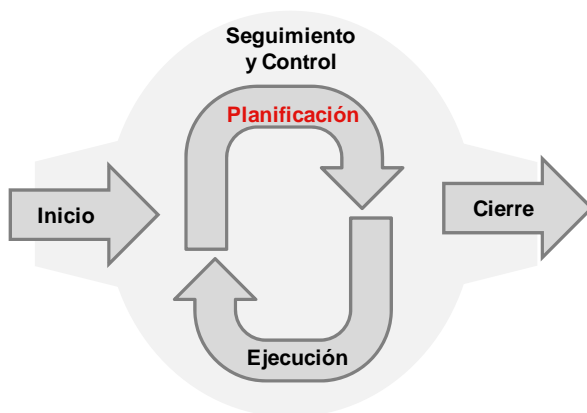 Seguimiento
y Control
Planificación
Inicio
Cierre
Ejecución